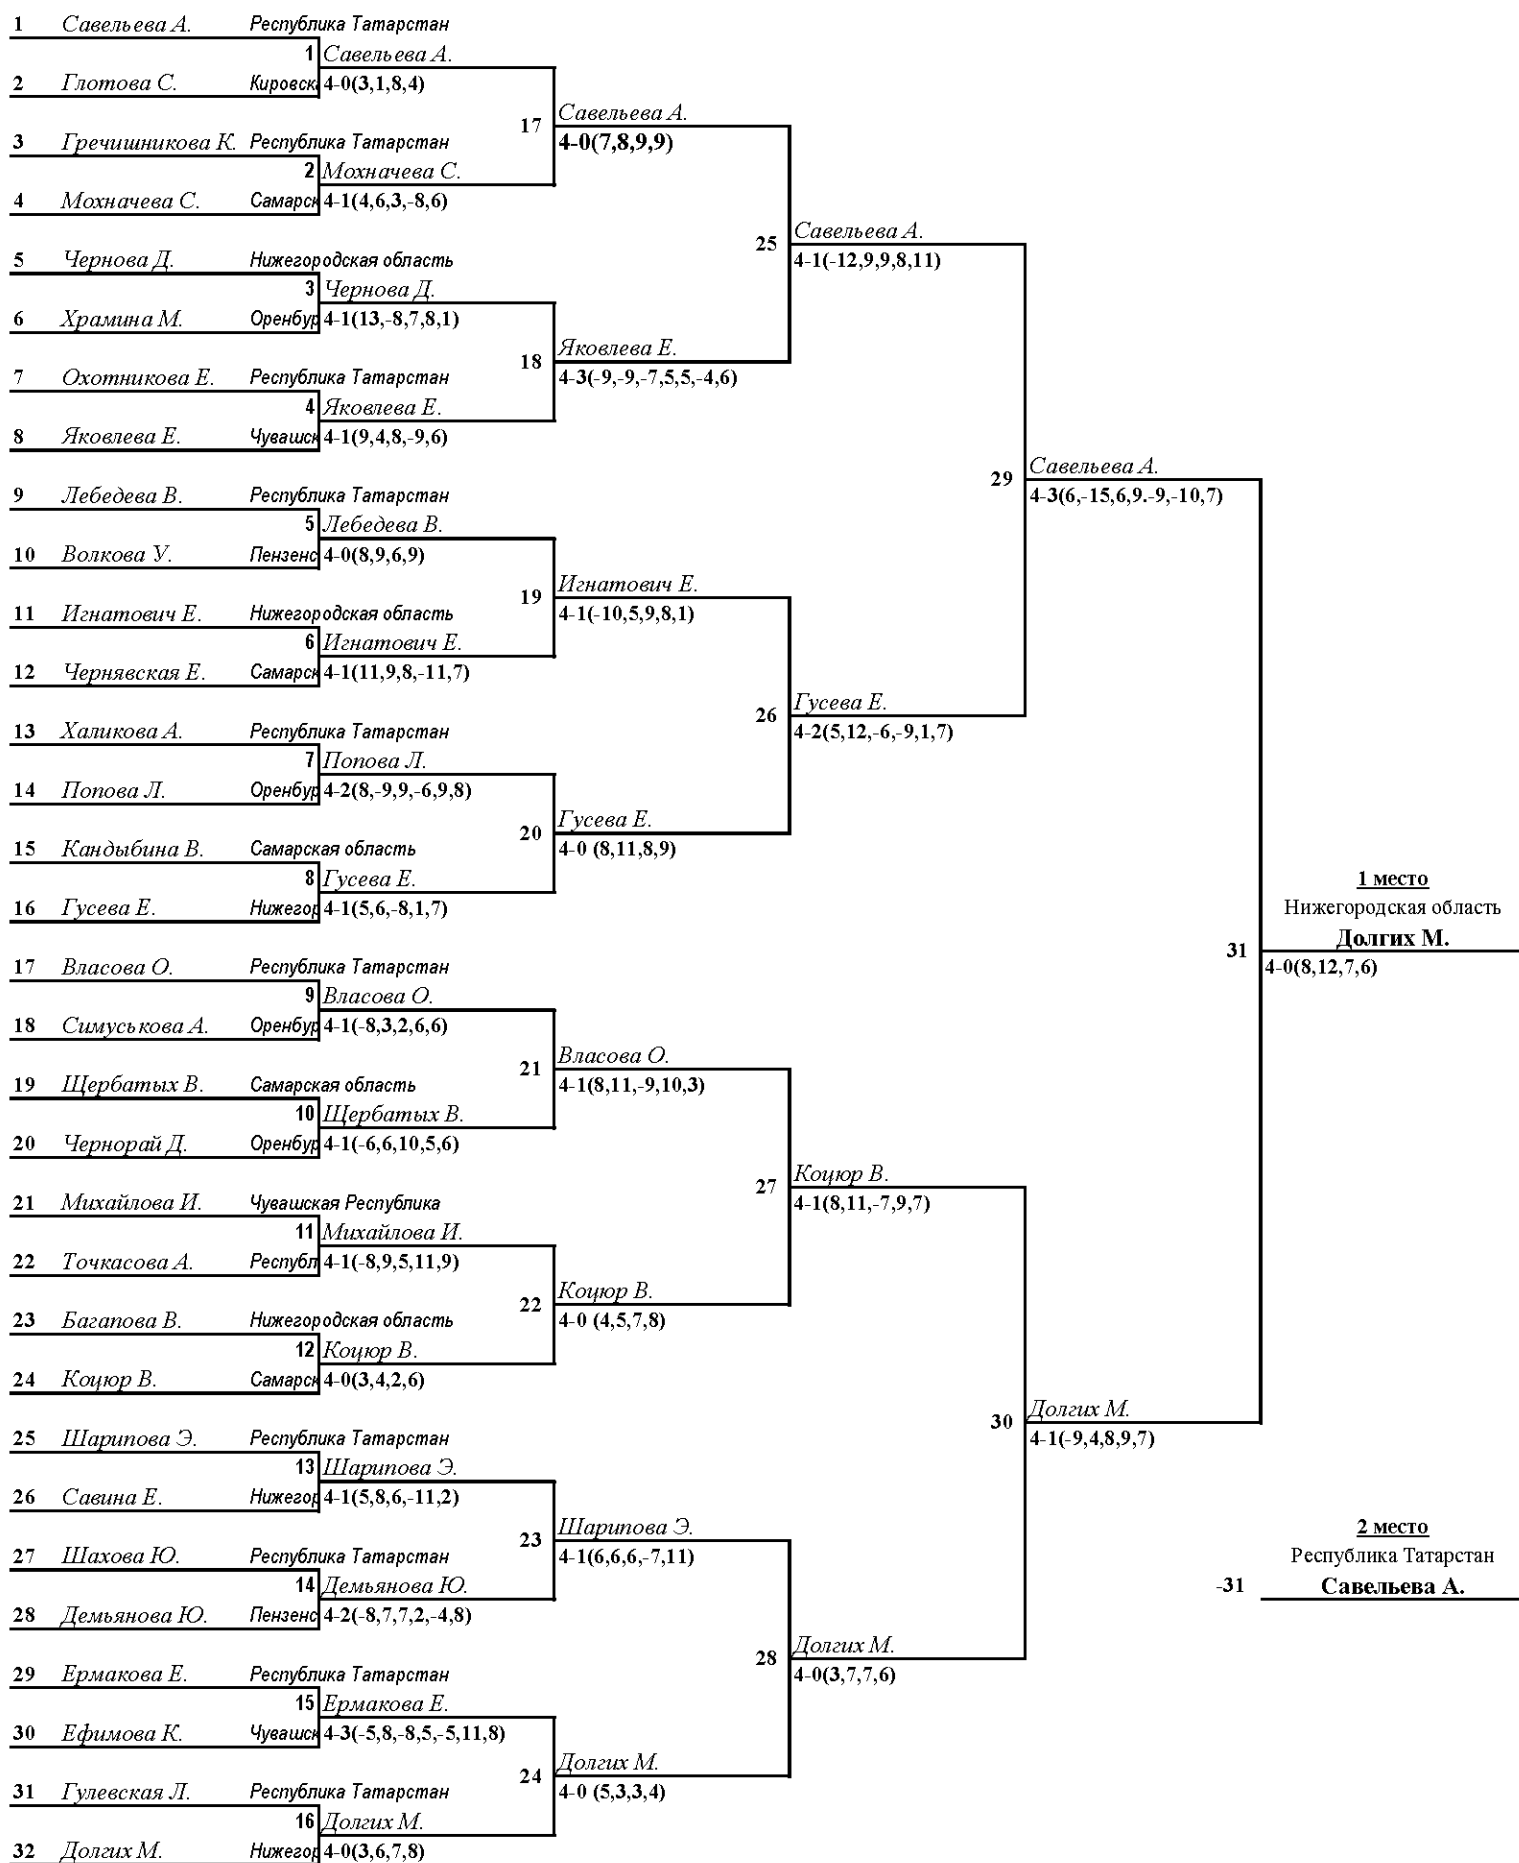 1 Савельева А. Республика Татарстан
1 Савельева А.
2 Глотова С. Кировск 4-0(3,1,8,4)
17 Савельева А.
4-0(7,8,9,9)
3 Гречишникова К. Республика Татарстан
2 Мохначева С.
4 Мохначева С. Самарск 4-1(4,6,3,-8,6)
25 Савельева А.
4-1(-12,9,9,8,11)
5 Чернова Д. Нижегородская область
3 Чернова Д.
6 Храмина М. Оренбур 4-1(13,-8,7,8,1)
18 Яковлева Е.
4-3(-9,-9,-7,5,5,-4,6)
7 Охотникова Е. Республика Татарстан
4 Яковлева Е.
8 Яковлева Е. Чувашск 4-1(9,4,8,-9,6)
29 Савельева А.
4-3(6,-15,6,9.-9,-10,7)
9 Лебедева В. Республика Татарстан
5 Лебедева В.
10 Волкова У. Пензенс 4-0(8,9,6,9)
19 Игнатович Е.
4-1(-10,5,9,8,1)
11 Игнатович Е. Нижегородская область
6 Игнатович Е.
12 Чернявская Е. Самарск 4-1(11,9,8,-11,7)
26 Гусева Е.
4-2(5,12,-6,-9,1,7)
13 Халикова А. Республика Татарстан
7 Попова Л.
14 Попова Л. Оренбур 4-2(8,-9,9,-6,9,8)
20 Гусева Е.
4-0 (8,11,8,9)
15 Кандыбина В. Самарская область
8 Гусева Е.
16 Гусева Е. Нижегор 4-1(5,6,-8,1,7)
1 место
Нижегородская область
31 Долгих М.
4-0(8,12,7,6)
17 Власова О. Республика Татарстан
9 Власова О.
18 Симуськова А. Оренбур 4-1(-8,3,2,6,6)
21 Власова О.
4-1(8,11,-9,10,3)
19 Щербатых В. Самарская область
10 Щербатых В.
20 Чернорай Д. Оренбур 4-1(-6,6,10,5,6)
27 Коцюр В.
4-1(8,11,-7,9,7)
21 Михайлова И. Чувашская Республика
11 Михайлова И.
22 Точкасова А. Республ 4-1(-8,9,5,11,9)
22 Коцюр В.
4-0 (4,5,7,8)
23 Багапова В. Нижегородская область
12 Коцюр В.
24 Коцюр В. Самарск 4-0(3,4,2,6)
30 Долгих М.
4-1(-9,4,8,9,7)
25 Шарипова Э. Республика Татарстан
13 Шарипова Э.
26 Савина Е. Нижегор 4-1(5,8,6,-11,2)
23 Шарипова Э.
4-1(6,6,6,-7,11)
27 Шахова Ю. Республика Татарстан
14 Демьянова Ю.
28 Демьянова Ю. Пензенс 4-2(-8,7,7,2,-4,8)
2 место
Республика Татарстан
-31 Савельева А.
28 Долгих М.
4-0(3,7,7,6)
29 Ермакова Е. Республика Татарстан
15 Ермакова Е.
30 Ефимова К. Чувашск 4-3(-5,8,-8,5,-5,11,8)
24 Долгих М.
4-0 (5,3,3,4)
31 Гулевская Л. Республика Татарстан
16 Долгих М.
32 Долгих М. Нижегор 4-0(3,6,7,8)